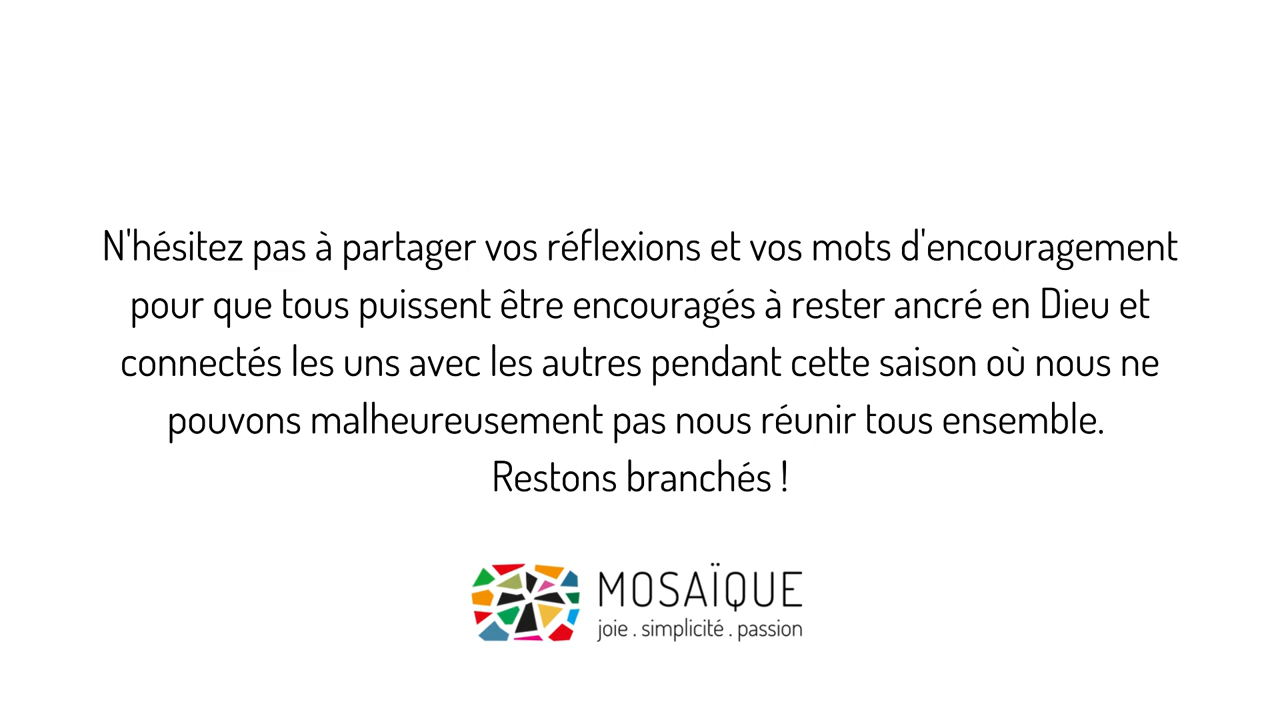 N'hésitez pas à partager vos réflexions et vos mots d'encouragement
pour que tous puissent être encouragés à rester ancré en Dieu et
connectés les uns avec les autres pendant cette saison où nous ne
pouvons malheureusement pas nous réunir tous ensemble.
Restons branchés !
MOSAÏQUE
joie . simplicité . passion